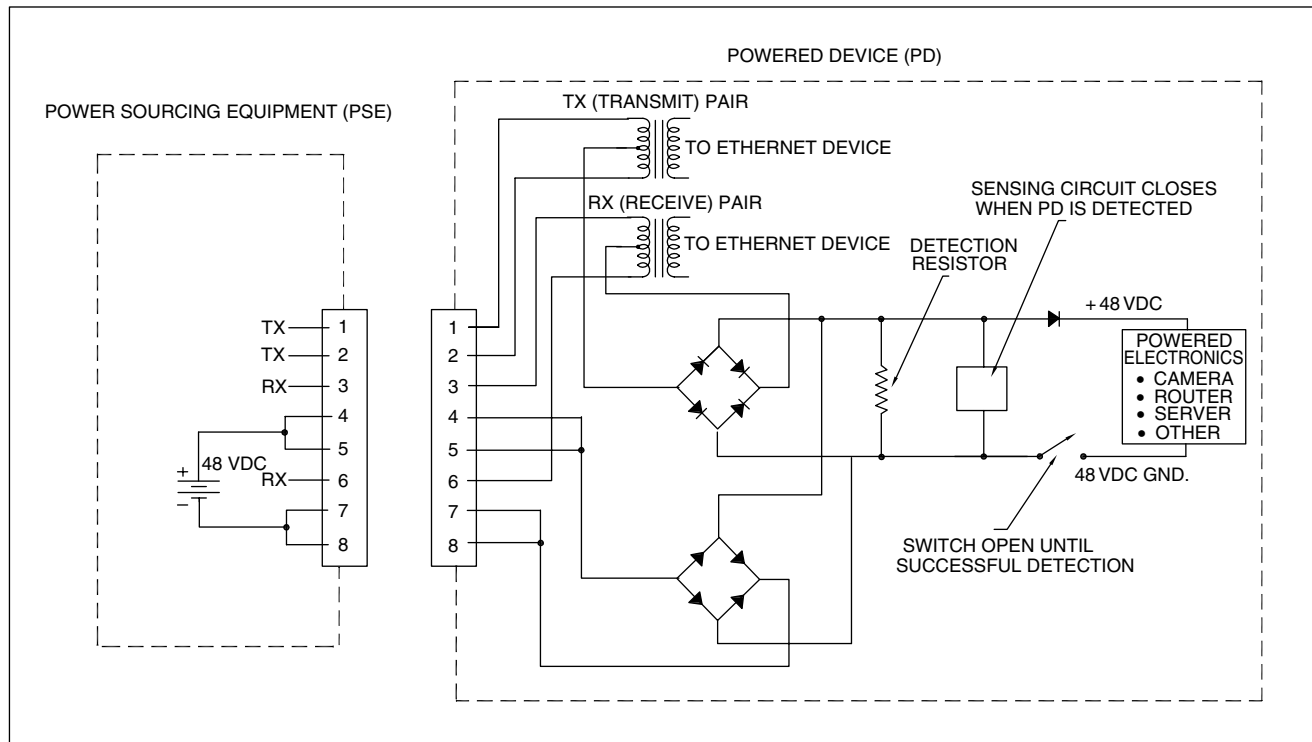 POWERED DEVICE (PD)
POWER SOURCING EQUIPMENT (PSE)
TX (TRANSMIT) PAIR
TO ETHERNET DEVICE
RX (RECEIVE) PAIR
TO ETHERNET DEVICE
SENSING CIRCUIT CLOSES
WHEN PD IS DETECTED
DETECTION
RESISTOR
+48 VDC
POWERED
ELECTRONICS
• CAMERA
• ROUTER
• SERVER
• OTHER
48 VDC GND.
SWITCH OPEN UNTIL
SUCCESSFUL DETECTION
TX 1
TX 2
RX 3
4
5
RX 6
7
8
+ 48 VDC
−
1
2
3
4
5
6
7
8